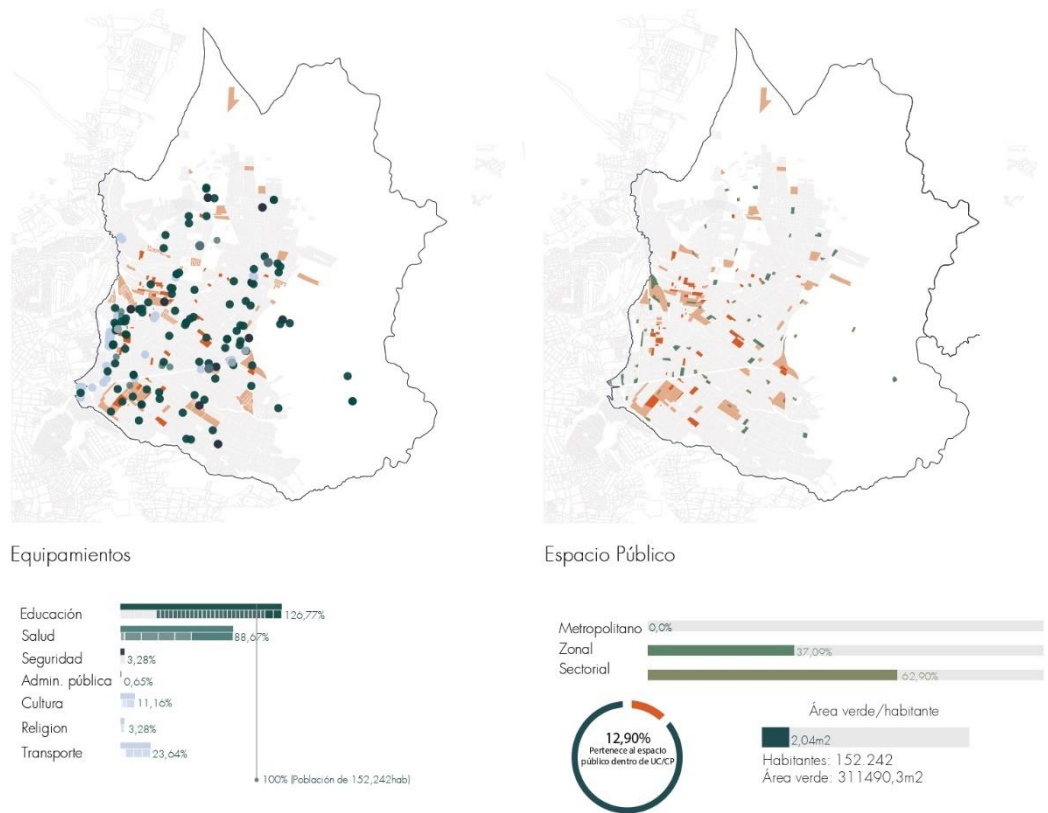 Equipamientos
Educación
126,77%
Salud
88,67%
Seguridad
3,28%
Admin. pública
0,65%
Cultura
11,16%
Religion
3,28%
Transporte
23,64%
100% (Población de 152,242hab)
Espacio Público
Metropolitano
0,0%
Zonal
37,09%
Sectorial
62,90%
12,90%
Pertenece al espacio
público dentro de UC/CP
Área verde/habitante
2,04m2
Habitantes: 152.242
Área verde: 311490,3m2